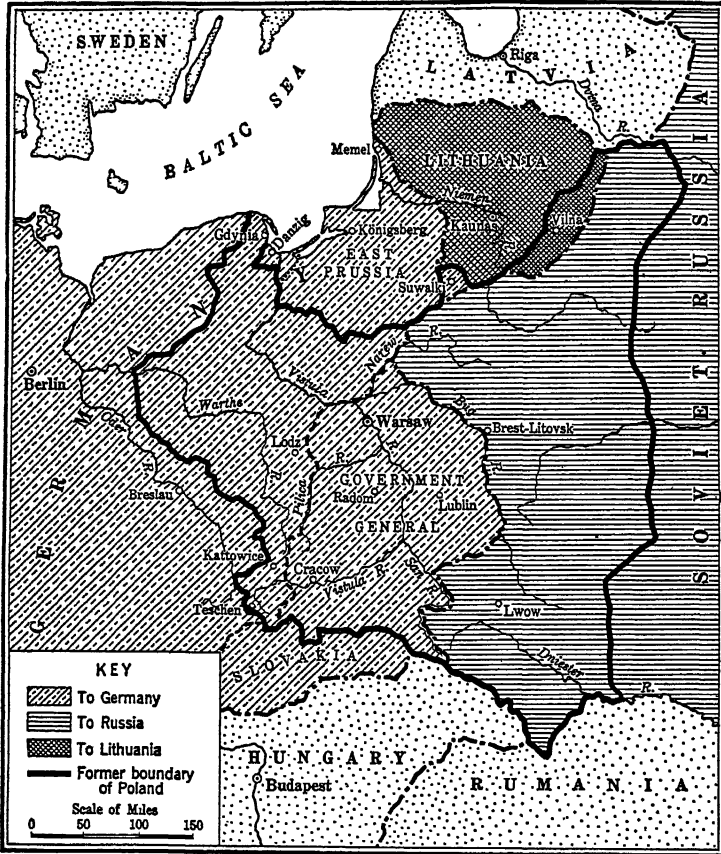 SWEDEN
BALTIC SEA
LATVIA
Riga
Drina R.
Memel
LITHUANIA
Niemen
R.
Kaunas
Vilna
Gdynia
Danzig
Königsberg
EAST
PRUSSIA
Suwalki
SOVIET RUSSIA
GERMANY
Berlin
Narew R.
Vistula
Warthe
R.
Warsaw
R.
Bug
R.
Brest-Litovsk
Oder
R.
Lodz
R.
Pilica
GOVERNMENT
GENERAL
Radom
Lublin
Breslau
Kattowice
Cracow
Vistula R.
San R.
Teschen
Lwow
Dniester
R.
SLOVAKIA
HUNGARY
Budapest
RUMANIA
KEY
To Germany
To Russia
To Lithuania
Former boundary
of Poland
Scale of Miles
0 50 100 150